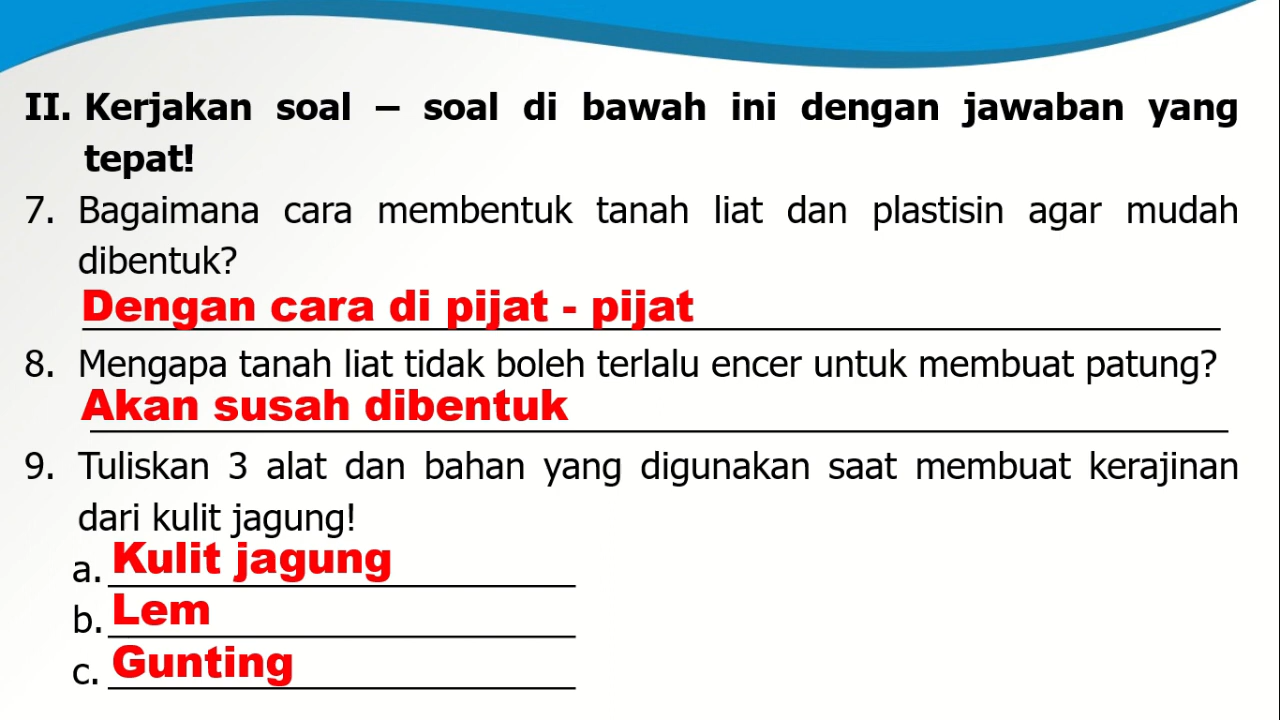 II. Kerjakan soal – soal di bawah ini dengan jawaban yang
tepat!
7. Bagaimana cara membentuk tanah liat dan plastisin agar mudah
dibentuk?
Dengan cara di pijat - pijat
8. Mengapa tanah liat tidak boleh terlalu encer untuk membuat patung?
Akan susah dibentuk
9. Tuliskan 3 alat dan bahan yang digunakan saat membuat kerajinan
dari kulit jagung!
a. Kulit jagung
b. Lem
c. Gunting